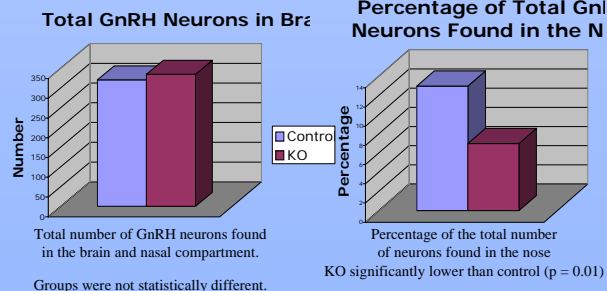 Total GnRH Neurons in Bra
Number
350
300
250
200
150
100
50
0
Control
KO
Total number of GnRH neurons found
in the brain and nasal compartment.
Groups were not statistically different.
Percentage of Total GnI
Neurons Found in the N
Percentage
14
12
10
8
6
4
2
0
Percentage of the total number
of neurons found in the nose
KO significantly lower than control (p = 0.01)